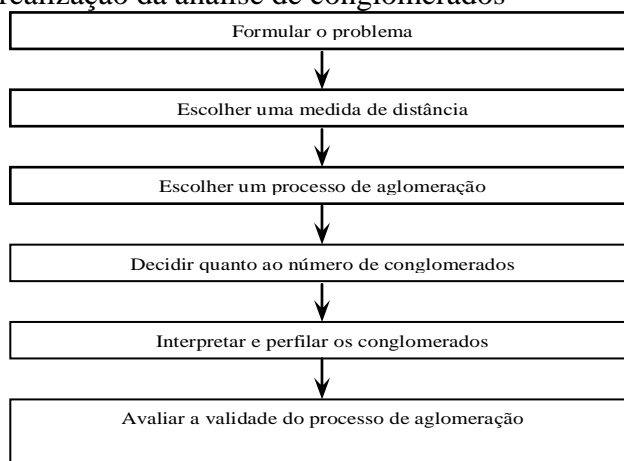 realização da análise de conglomerados
Formular o problema
Escolher uma medida de distância
Escolher um processo de aglomeração
Decidir quanto ao número de conglomerados
Interpretar e perfilar os conglomerados
Avaliar a validade do processo de aglomeração